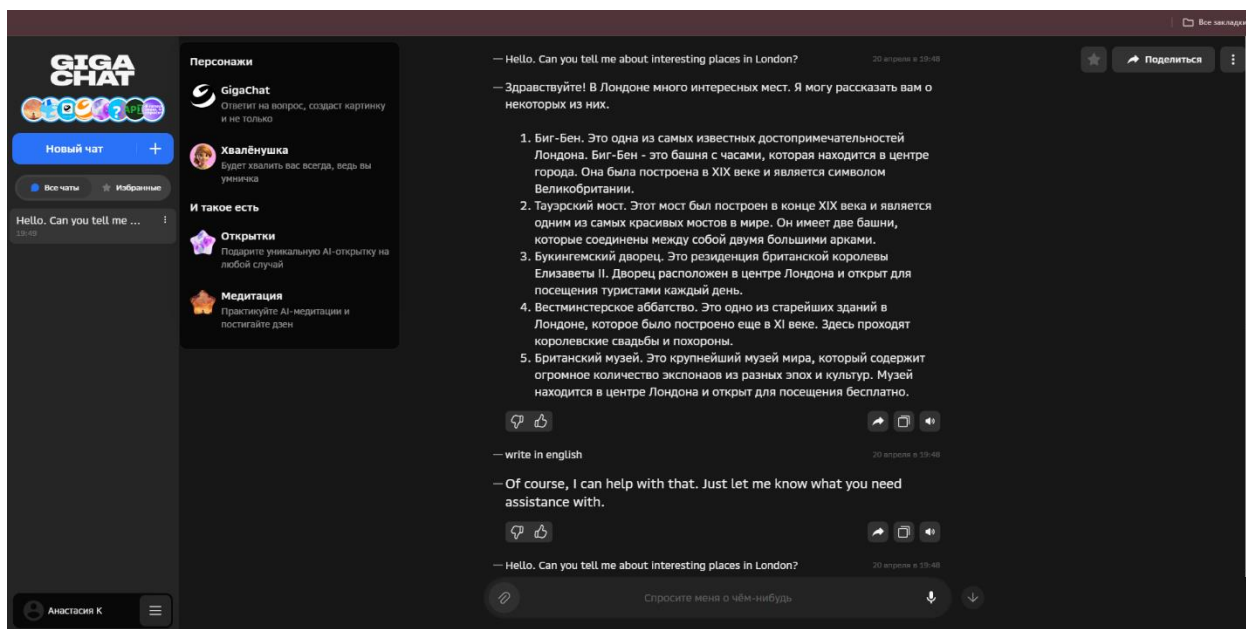 Все закладки
GIGA
CHAT
Новый чат
Все чаты
Избранные
Hello. Can you tell me ...
19:49
Анастасия К
Персонажи
GigaChat
Ответит на вопрос, создаст картинку
и не только
Хвалёнушка
Будет хвалить вас всегда, ведь вы
умничка
И такое есть
Открытки
Подарите уникальную AI-открытку на
любой случай
Медитация
Практикуйте AI-медитации и
постигайте дзен
— Hello. Can you tell me about interesting places in London?
20 апреля в 19:48
— Здравствуйте! В Лондоне много интересных мест. Я могу рассказать вам о
некоторых из них.
1. Биг-Бен. Это одна из самых известных достопримечательностей
Лондона. Биг-Бен - это башня с часами, которая находится в центре
города. Она была построена в XIX веке и является символом
Великобритании.
2. Тауэрский мост. Этот мост был построен в конце XIX века и является
одним из самых красивых мостов в мире. Он имеет две башни,
которые соединены между собой двумя большими арками.
3. Букингемский дворец. Это резиденция британской королевы
Елизаветы II. Дворец расположен в центре Лондона и открыт для
посещения туристами каждый день.
4. Вестминстерское аббатство. Это одно из старейших зданий в
Лондоне, которое было построено еще в XI веке. Здесь проходят
королевские свадьбы и похороны.
5. Британский музей. Это крупнейший музей мира, который содержит
огромное количество экспонаов из разных эпох и культур. Музей
находится в центре Лондона и открыт для посещения бесплатно.
— write in english
20 апреля в 19:48
— Of course, I can help with that. Just let me know what you need
assistance with.
— Hello. Can you tell me about interesting places in London?
20 апреля в 19:48
Спросите меня о чём-нибудь
Поделиться